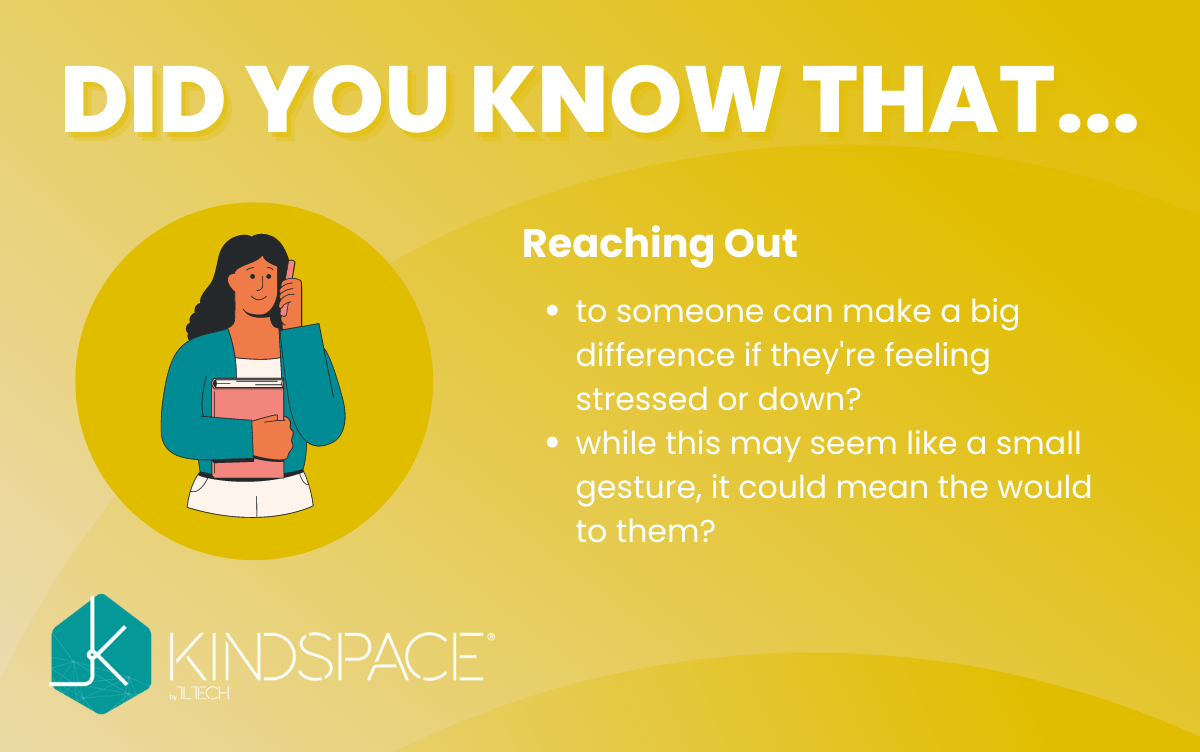 DID YOU KNOW THAT...
Reaching Out
• to someone can make a big
difference if they're feeling
stressed or down?
• while this may seem like a small
gesture, it could mean the would
to them?
KINDSPACE®
by 1LTECH